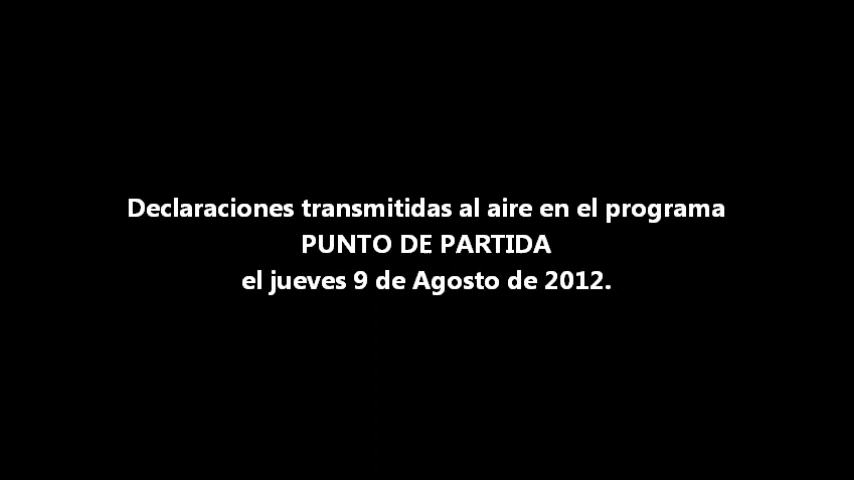 Declaraciones transmitidas al aire en el programa
PUNTO DE PARTIDA
el jueves 9 de Agosto de 2012.